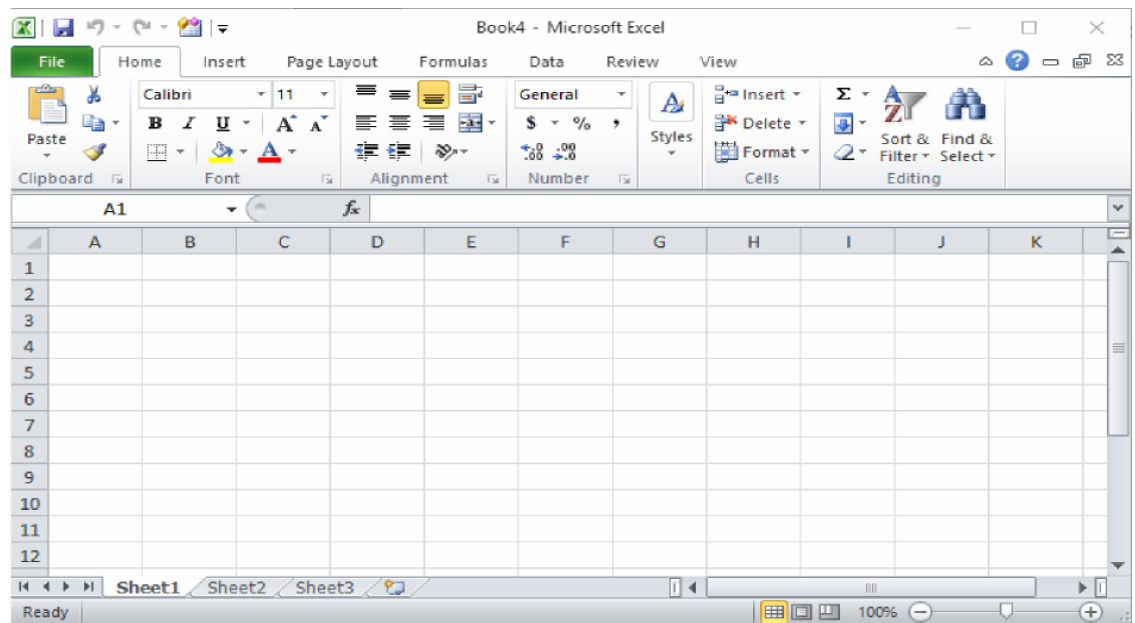 Book4 - Microsoft Excel
File Home Insert Page Layout Formulas Data Review View
Calibri 11 General Insert Σ
Paste B I U A A $ % , Styles Delete Sort & Filter Find & Select
A .00 .00 Format
Clipboard Font Alignment Number Cells Editing
A1 fx
A B C D E F G H I J K
1
2
3
4
5
6
7
8
9
10
11
12
Sheet1 Sheet2 Sheet3
Ready 100%